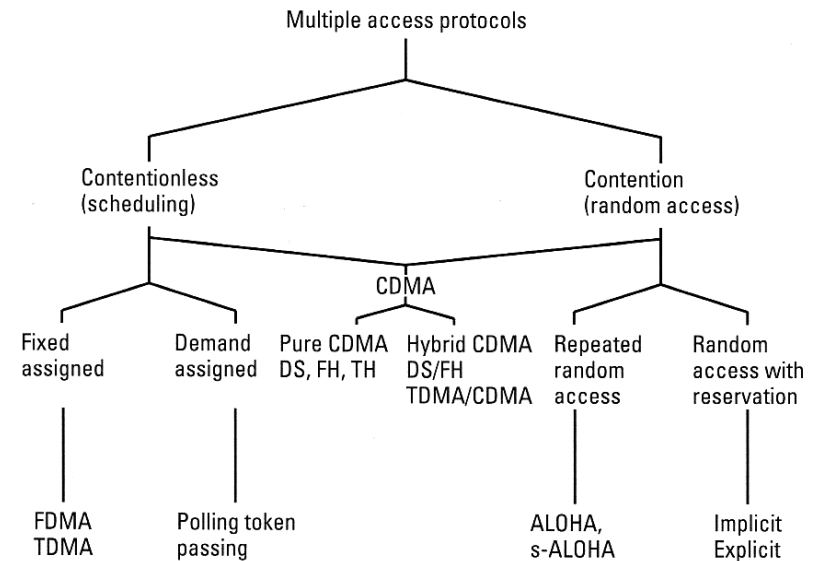 Multiple access protocols
Contentionless
(scheduling)
Contention
(random access)
CDMA
Fixed
assigned
Demand
assigned
Pure CDMA
DS, FH, TH
Hybrid CDMA
DS/FH
TDMA/CDMA
Repeated
random
access
Random
access with
reservation
FDMA
TDMA
Polling token
passing
ALOHA,
s-ALOHA
Implicit
Explicit